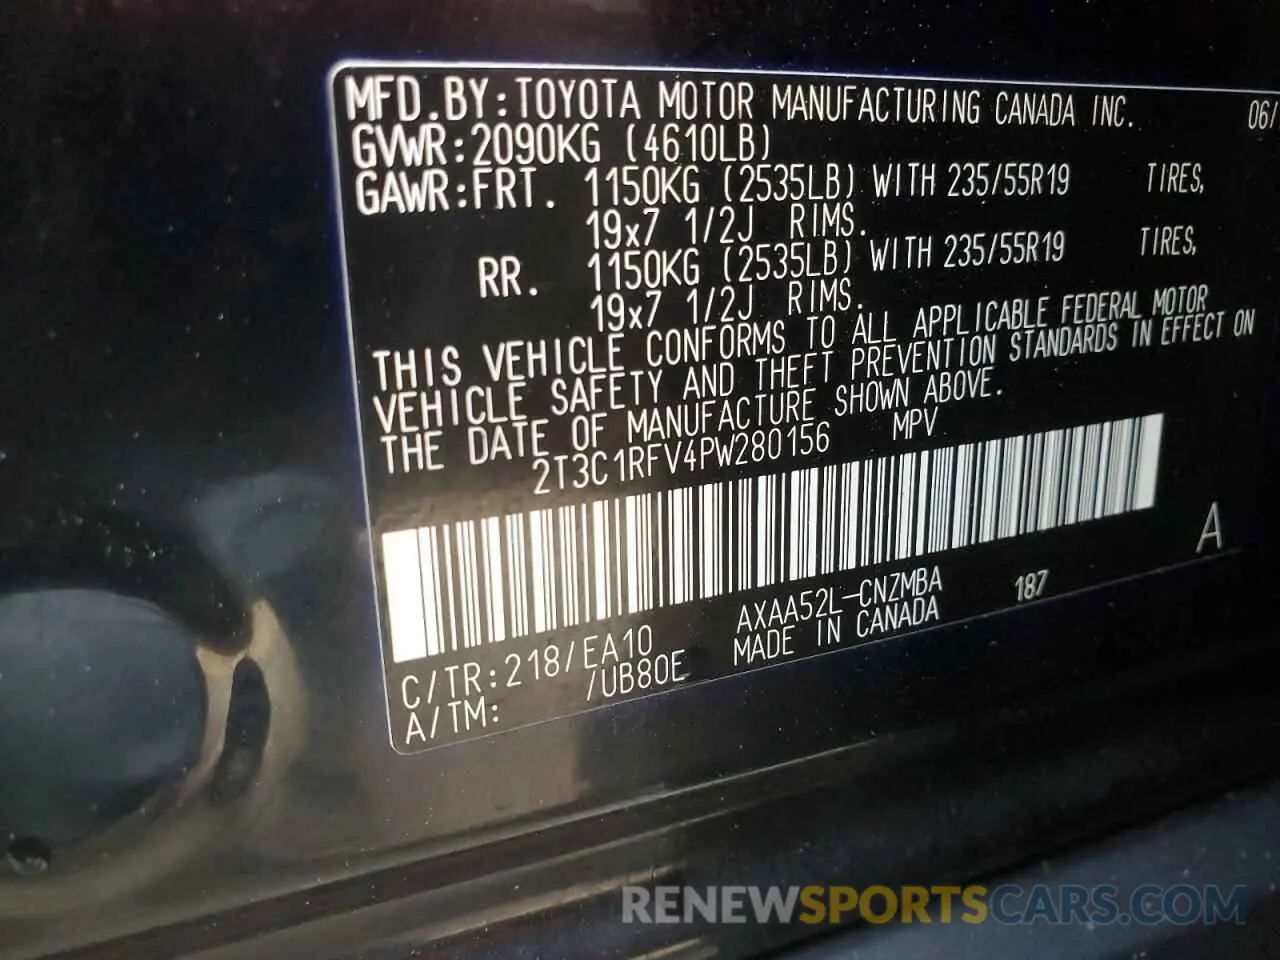 MFD.BY:TOYOTA MOTOR MANUFACTURING CANADA INC. 06/
GVWR:2090KG (4610LB)
GAWR:FRT. 1150KG (2535LB) WITH 235/55R19 TIRES,
19x7 1/2J RIMS.
RR. 1150KG (2535LB) WITH 235/55R19 TIRES,
19x7 1/2J RIMS.
THIS VEHICLE CONFORMS TO ALL APPLICABLE FEDERAL MOTOR
VEHICLE SAFETY AND THEFT PREVENTION STANDARDS IN EFFECT ON
THE DATE OF MANUFACTURE SHOWN ABOVE.
2T3C1RFV4PW280156 MPV
A
C/TR:218/EA10 AXAA52L-CNZMBA 187
A/TM: /UB80E MADE IN CANADA
RENEWSPORTSCARS.COM